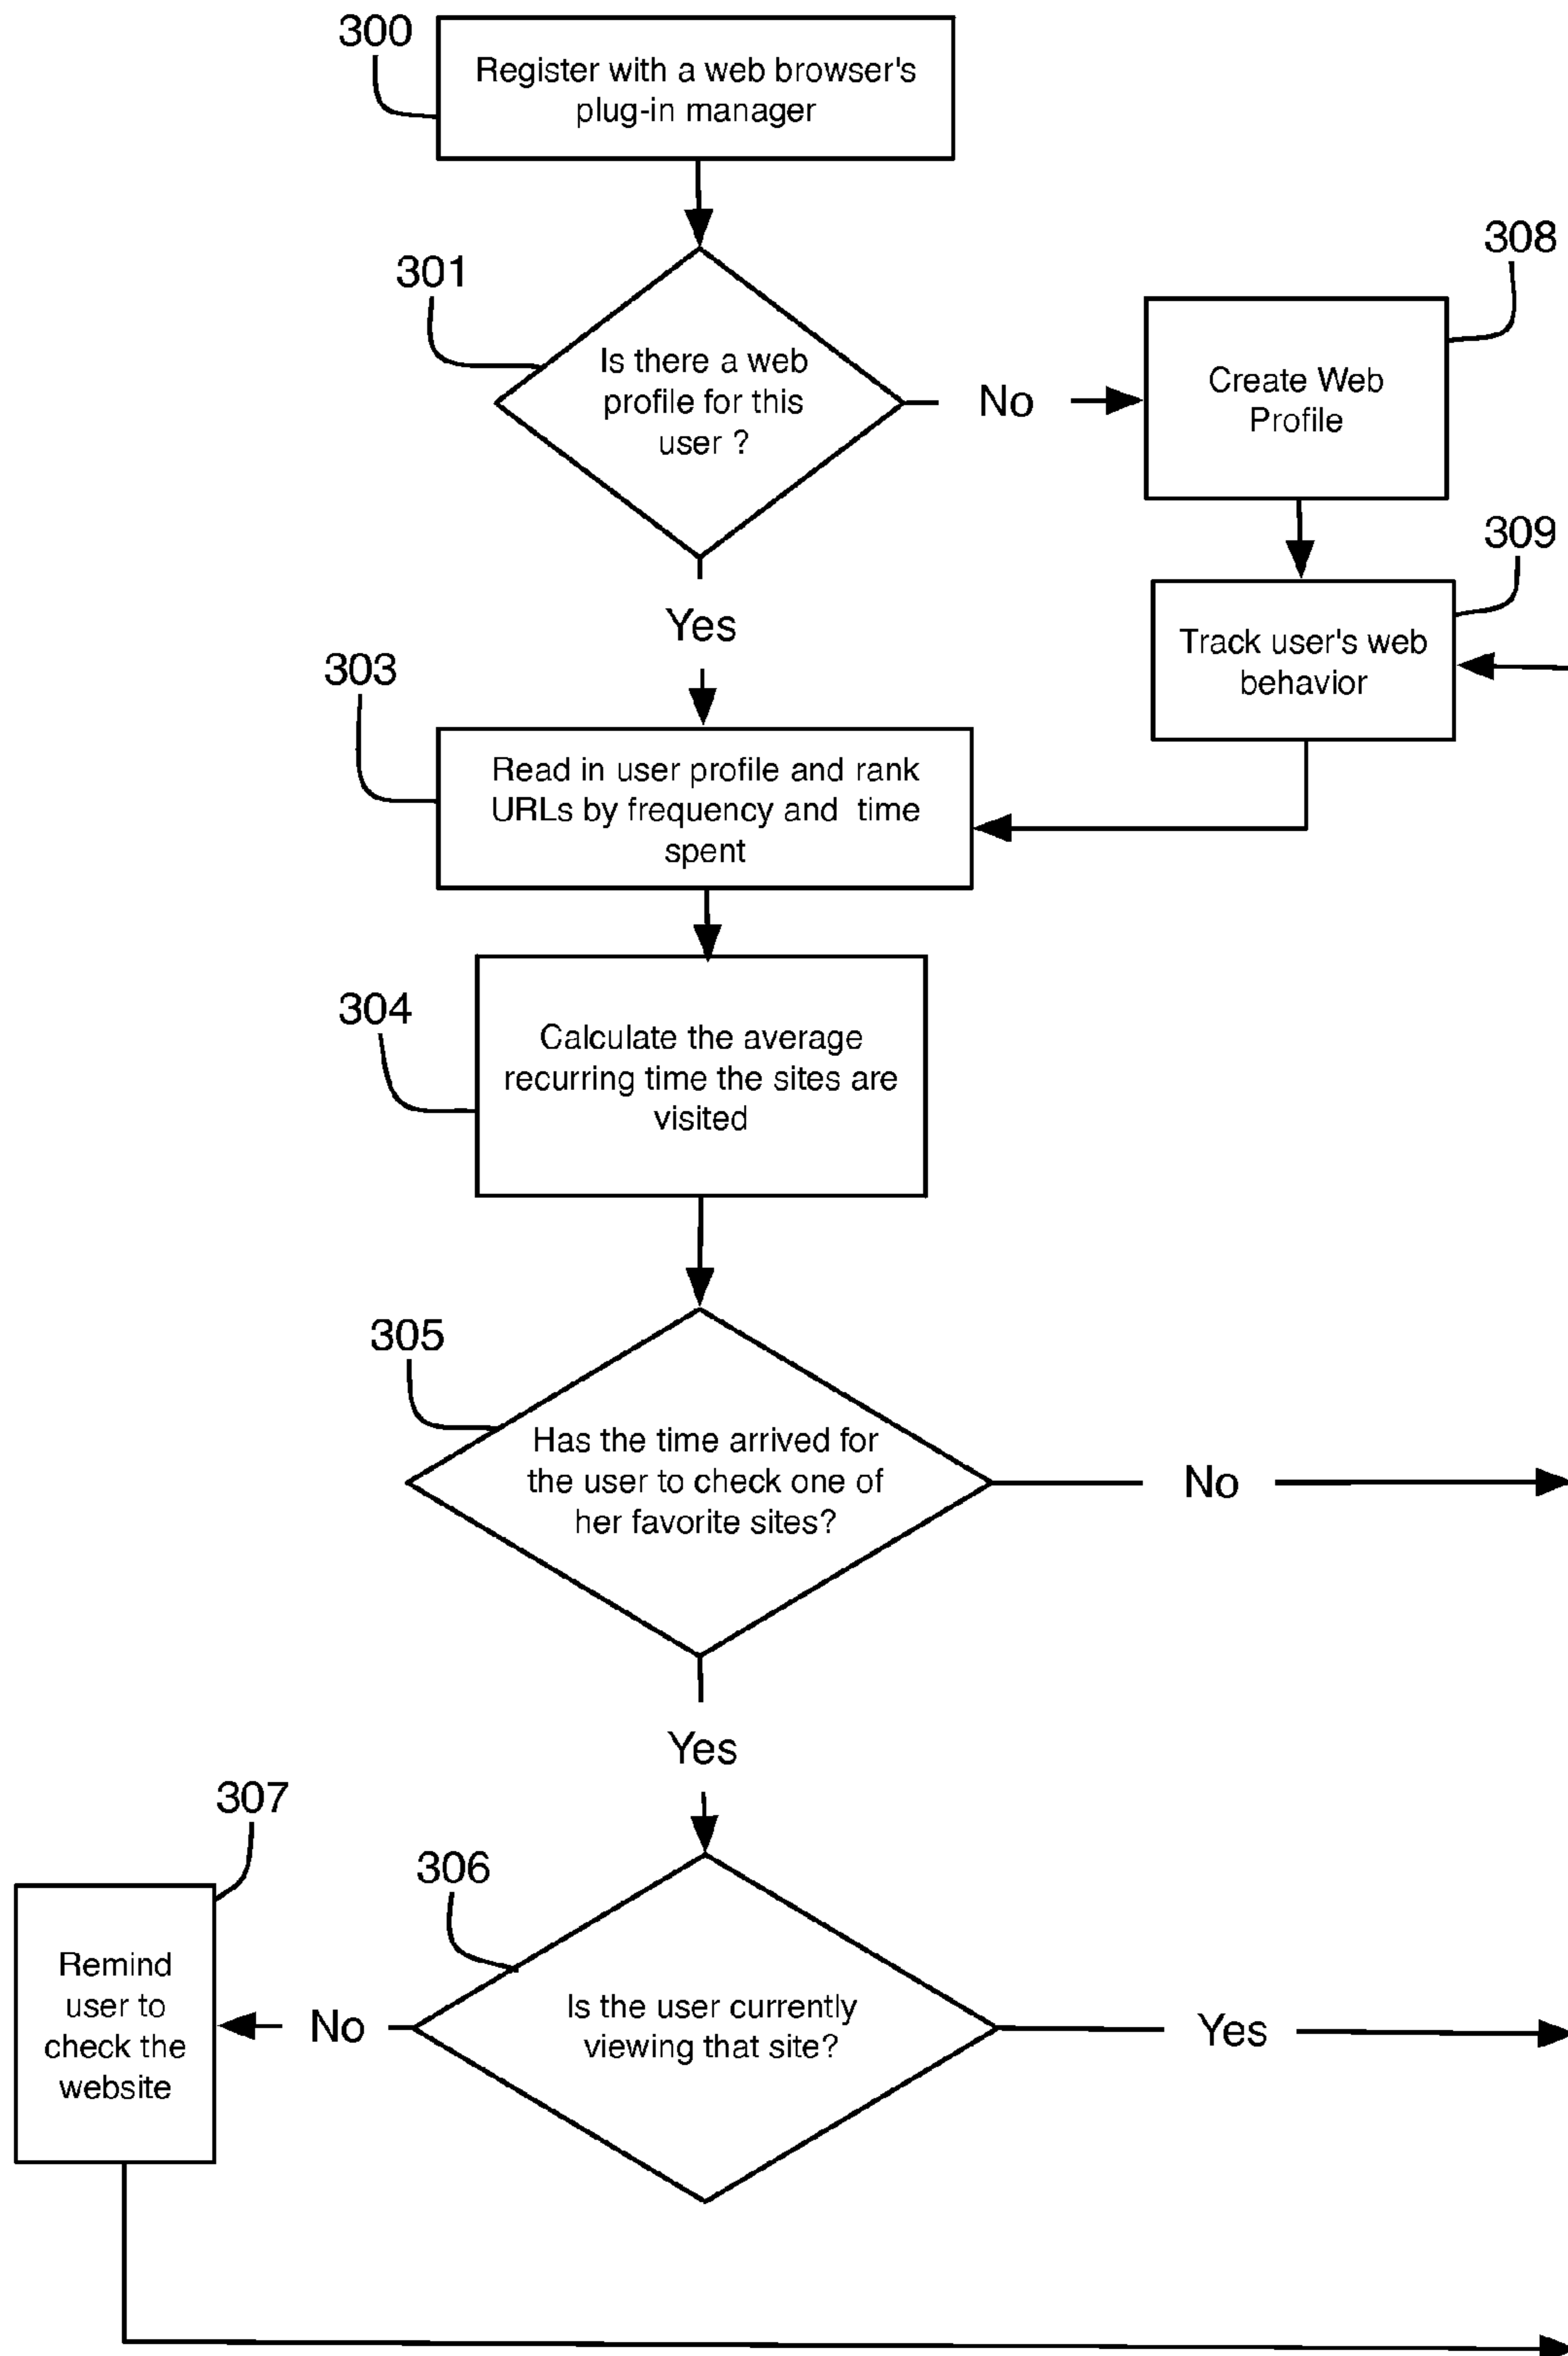 300
Register with a web browser's
plug-in manager
301
Is there a web
profile for this
user ?
No
308
Create Web
Profile
309
Track user's web
behavior
Yes
303
Read in user profile and rank
URLs by frequency and time
spent
304
Calculate the average
recurring time the sites are
visited
305
Has the time arrived for
the user to check one of
her favorite sites?
No
Yes
307
306
Remind
user to
check the
website
No
Is the user currently
viewing that site?
Yes